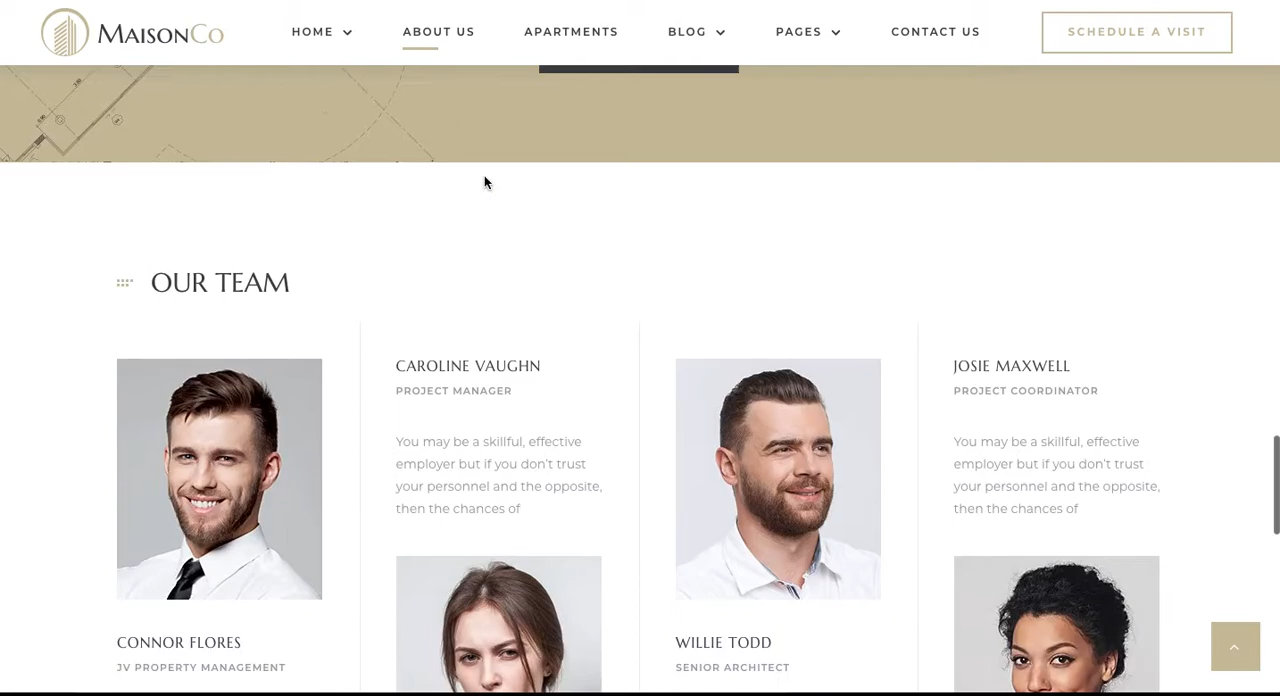 MAISONCO
HOME
ABOUT US
APARTMENTS
BLOG
PAGES
CONTACT US
SCHEDULE A VISIT
OUR TEAM
CONNOR FLORES
JV PROPERTY MANAGEMENT
CAROLINE VAUGHN
PROJECT MANAGER
You may be a skillful, effective
employer but if you don't trust
your personnel and the opposite,
then the chances of
WILLIE TODD
SENIOR ARCHITECT
JOSIE MAXWELL
PROJECT COORDINATOR
You may be a skillful, effective
employer but if you don't trust
your personnel and the opposite,
then the chances of